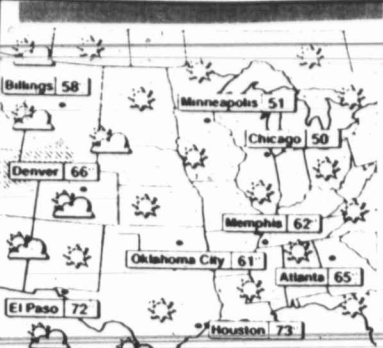 Billings 58
Minneapolis 51
Chicago 50
Denver 66
Memphis 62
Oklahoma City 61
Atlanta 65
El Paso 72
Houston 73